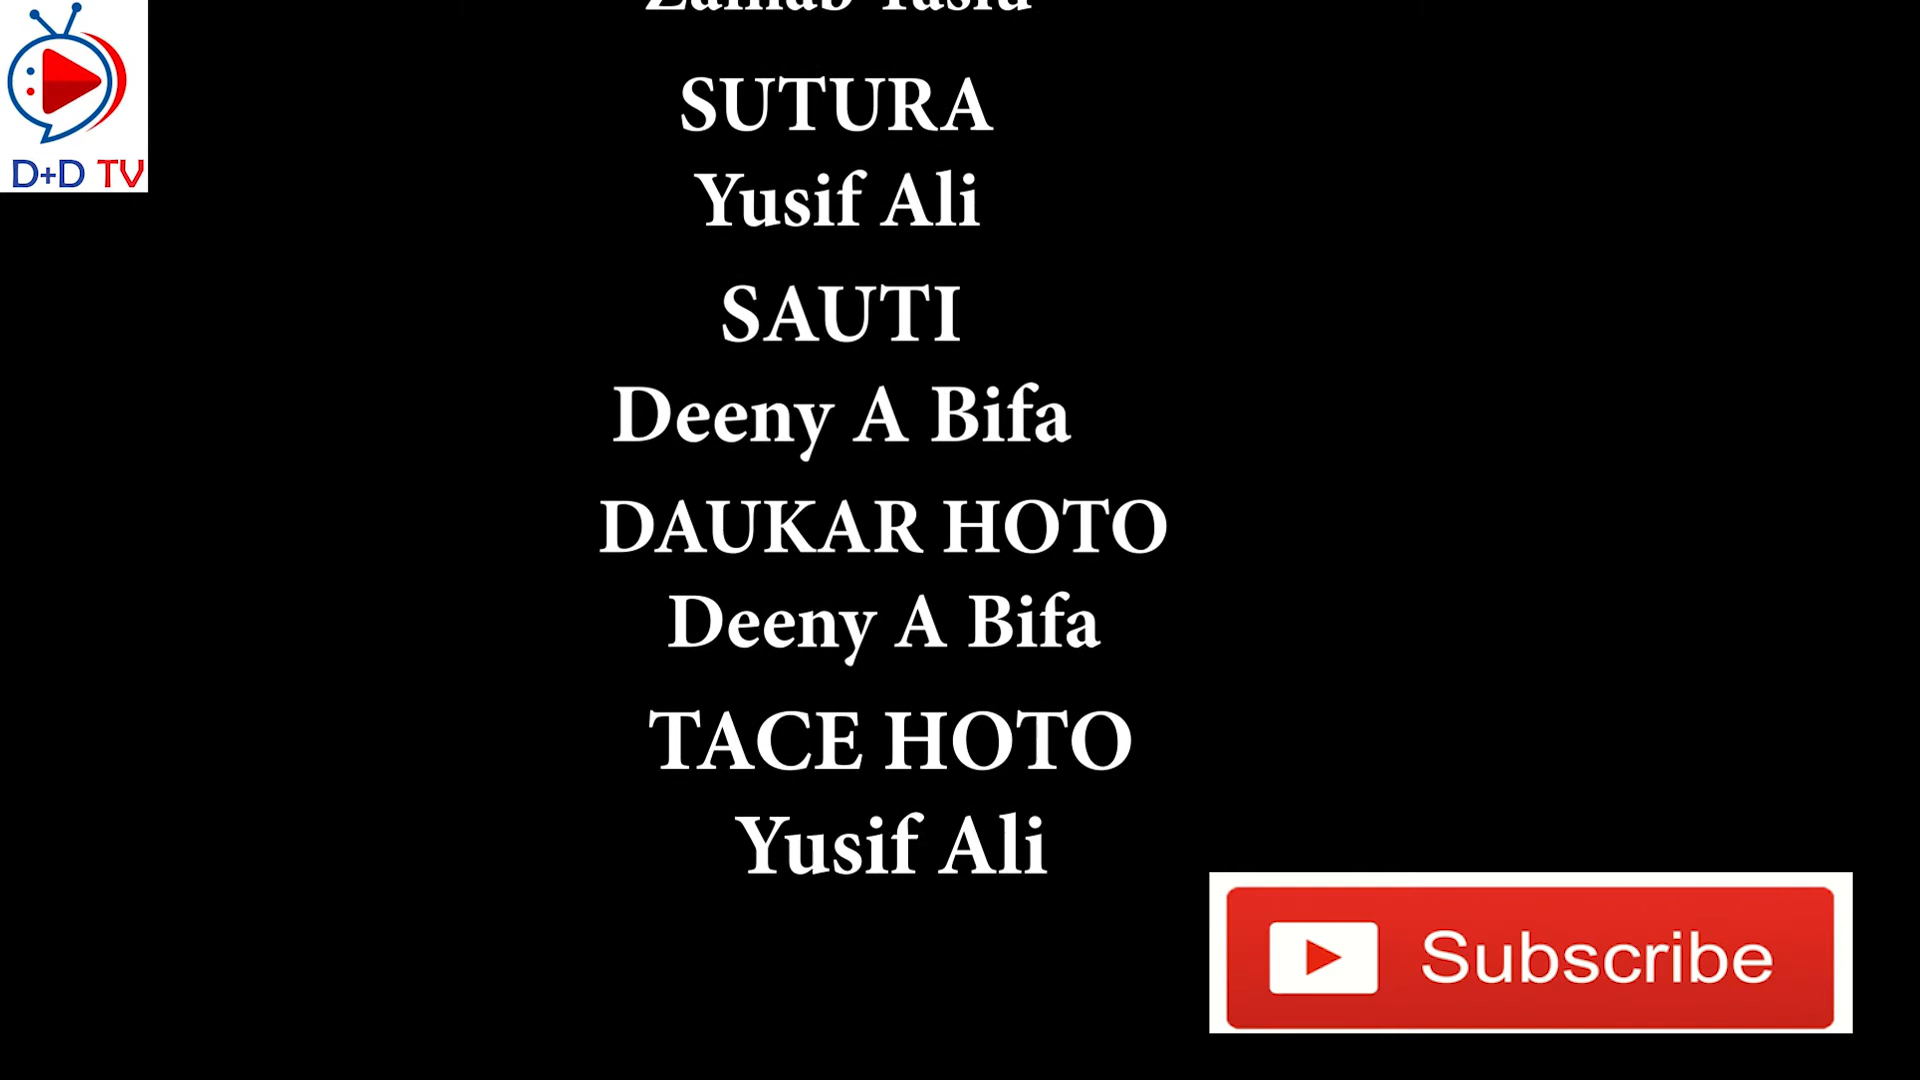 SUTURA
Yusif Ali
SAUTI
Deeny A Bifa
DAUKAR HOTO
Deeny A Bifa
TACE HOTO
Yusif Ali
D+D TV
Subscribe